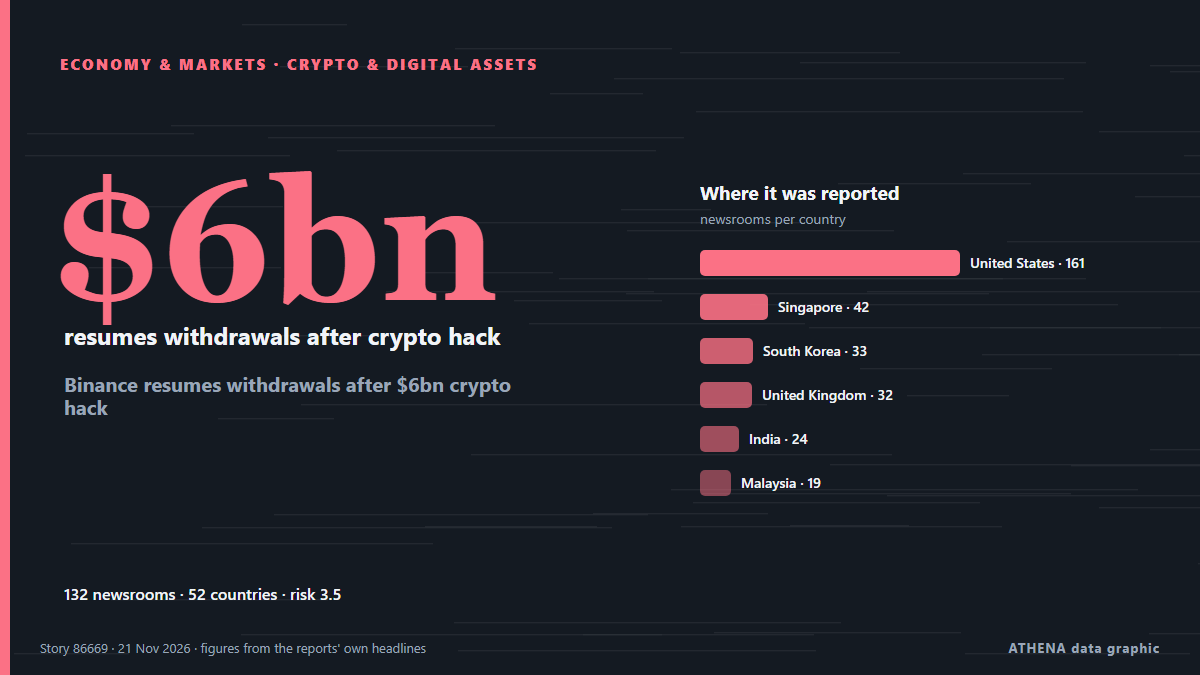 ECONOMY & MARKETS · CRYPTO & DIGITAL ASSETS
$6bn
resumes withdrawals after crypto hack
Binance resumes withdrawals after $6bn crypto
hack
Where it was reported
newsrooms per country
United States · 161
Singapore · 42
South Korea · 33
United Kingdom · 32
India · 24
Malaysia · 19
132 newsrooms · 52 countries · risk 3.5
Story 86669 · 21 Nov 2026 · figures from the reports' own headlines
ATHENA data graphic